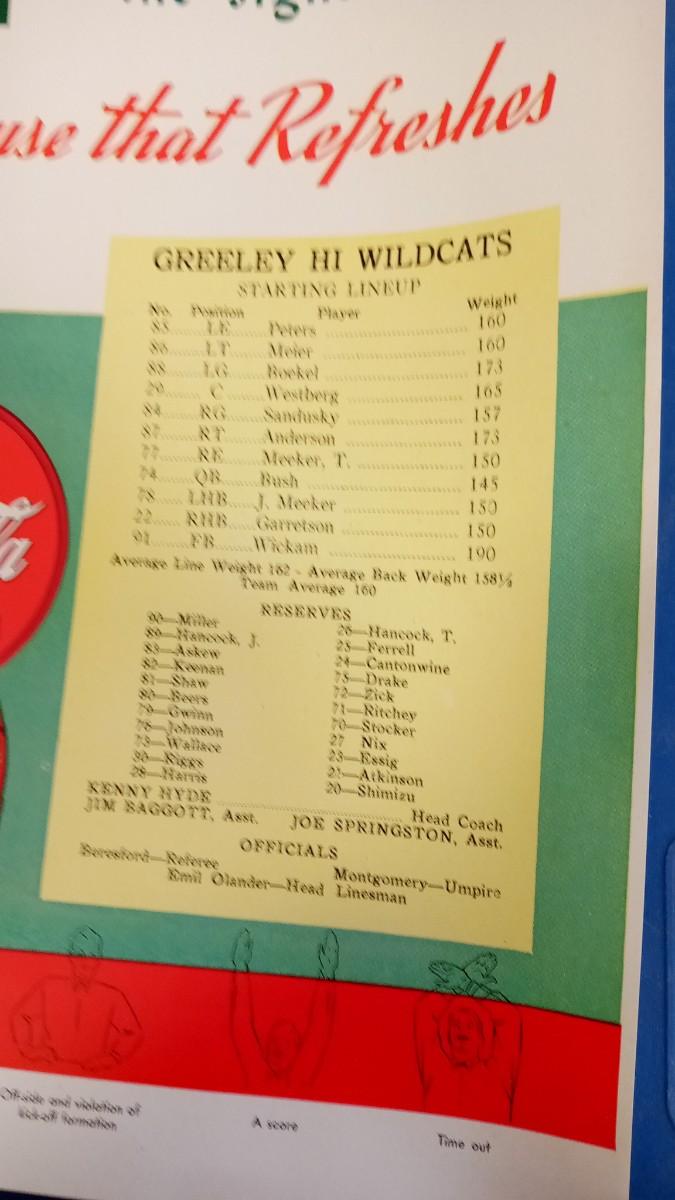 that Refreshes
GREELEY HI WILDCATS
STARTING LINEUP
No. Position Player Weight
85 LE Peters 160
86 LT Meier 160
88 LG Boekel 173
29 C Westberg 165
84 RG Sandusky 157
87 RT Anderson 173
77 RE Meeker, T. 150
74 QB Bush 145
78 LHB J. Meeker 150
22 RHB Garretson 150
91 FB Wickam 190
Average Line Weight 162 - Average Back Weight 158½
Team Average 160
RESERVES
90—Miller
89—Hancock, J.
83—Askew
82—Keenan
81—Shaw
80—Beers
79—Gwinn
76—Johnson
73—Wallace
30—Riggs
28—Harris
26—Hancock, T.
25—Ferrell
24—Cantonwine
75—Drake
72—Zick
71—Ritchey
70—Stocker
27 Nix
23—Essig
21—Atkinson
20—Shimizu
KENNY HYDE Head Coach
JIM BAGGOTT, Asst. JOE SPRINGSTON, Asst.
OFFICIALS
Beresford—Referee Montgomery—Umpire
Emil Olander—Head Linesman
Off-side and violation of
kick-off formation
A score
Time out